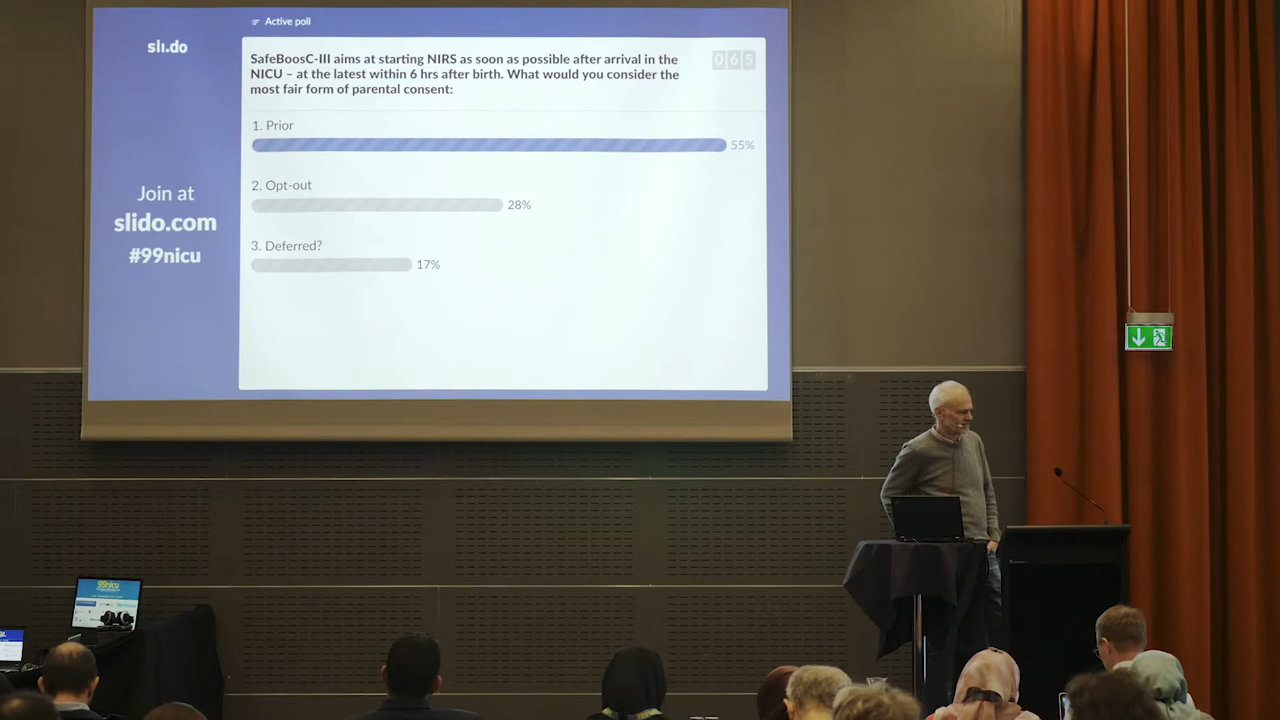 sli.do
Active poll
SafeBoosC-III aims at starting NIRS as soon as possible after arrival in the
NICU – at the latest within 6 hrs after birth. What would you consider the
most fair form of parental consent:
065
1. Prior
55%
2. Opt-out
28%
3. Deferred?
17%
Join at
slido.com
#99nicu
99nicu